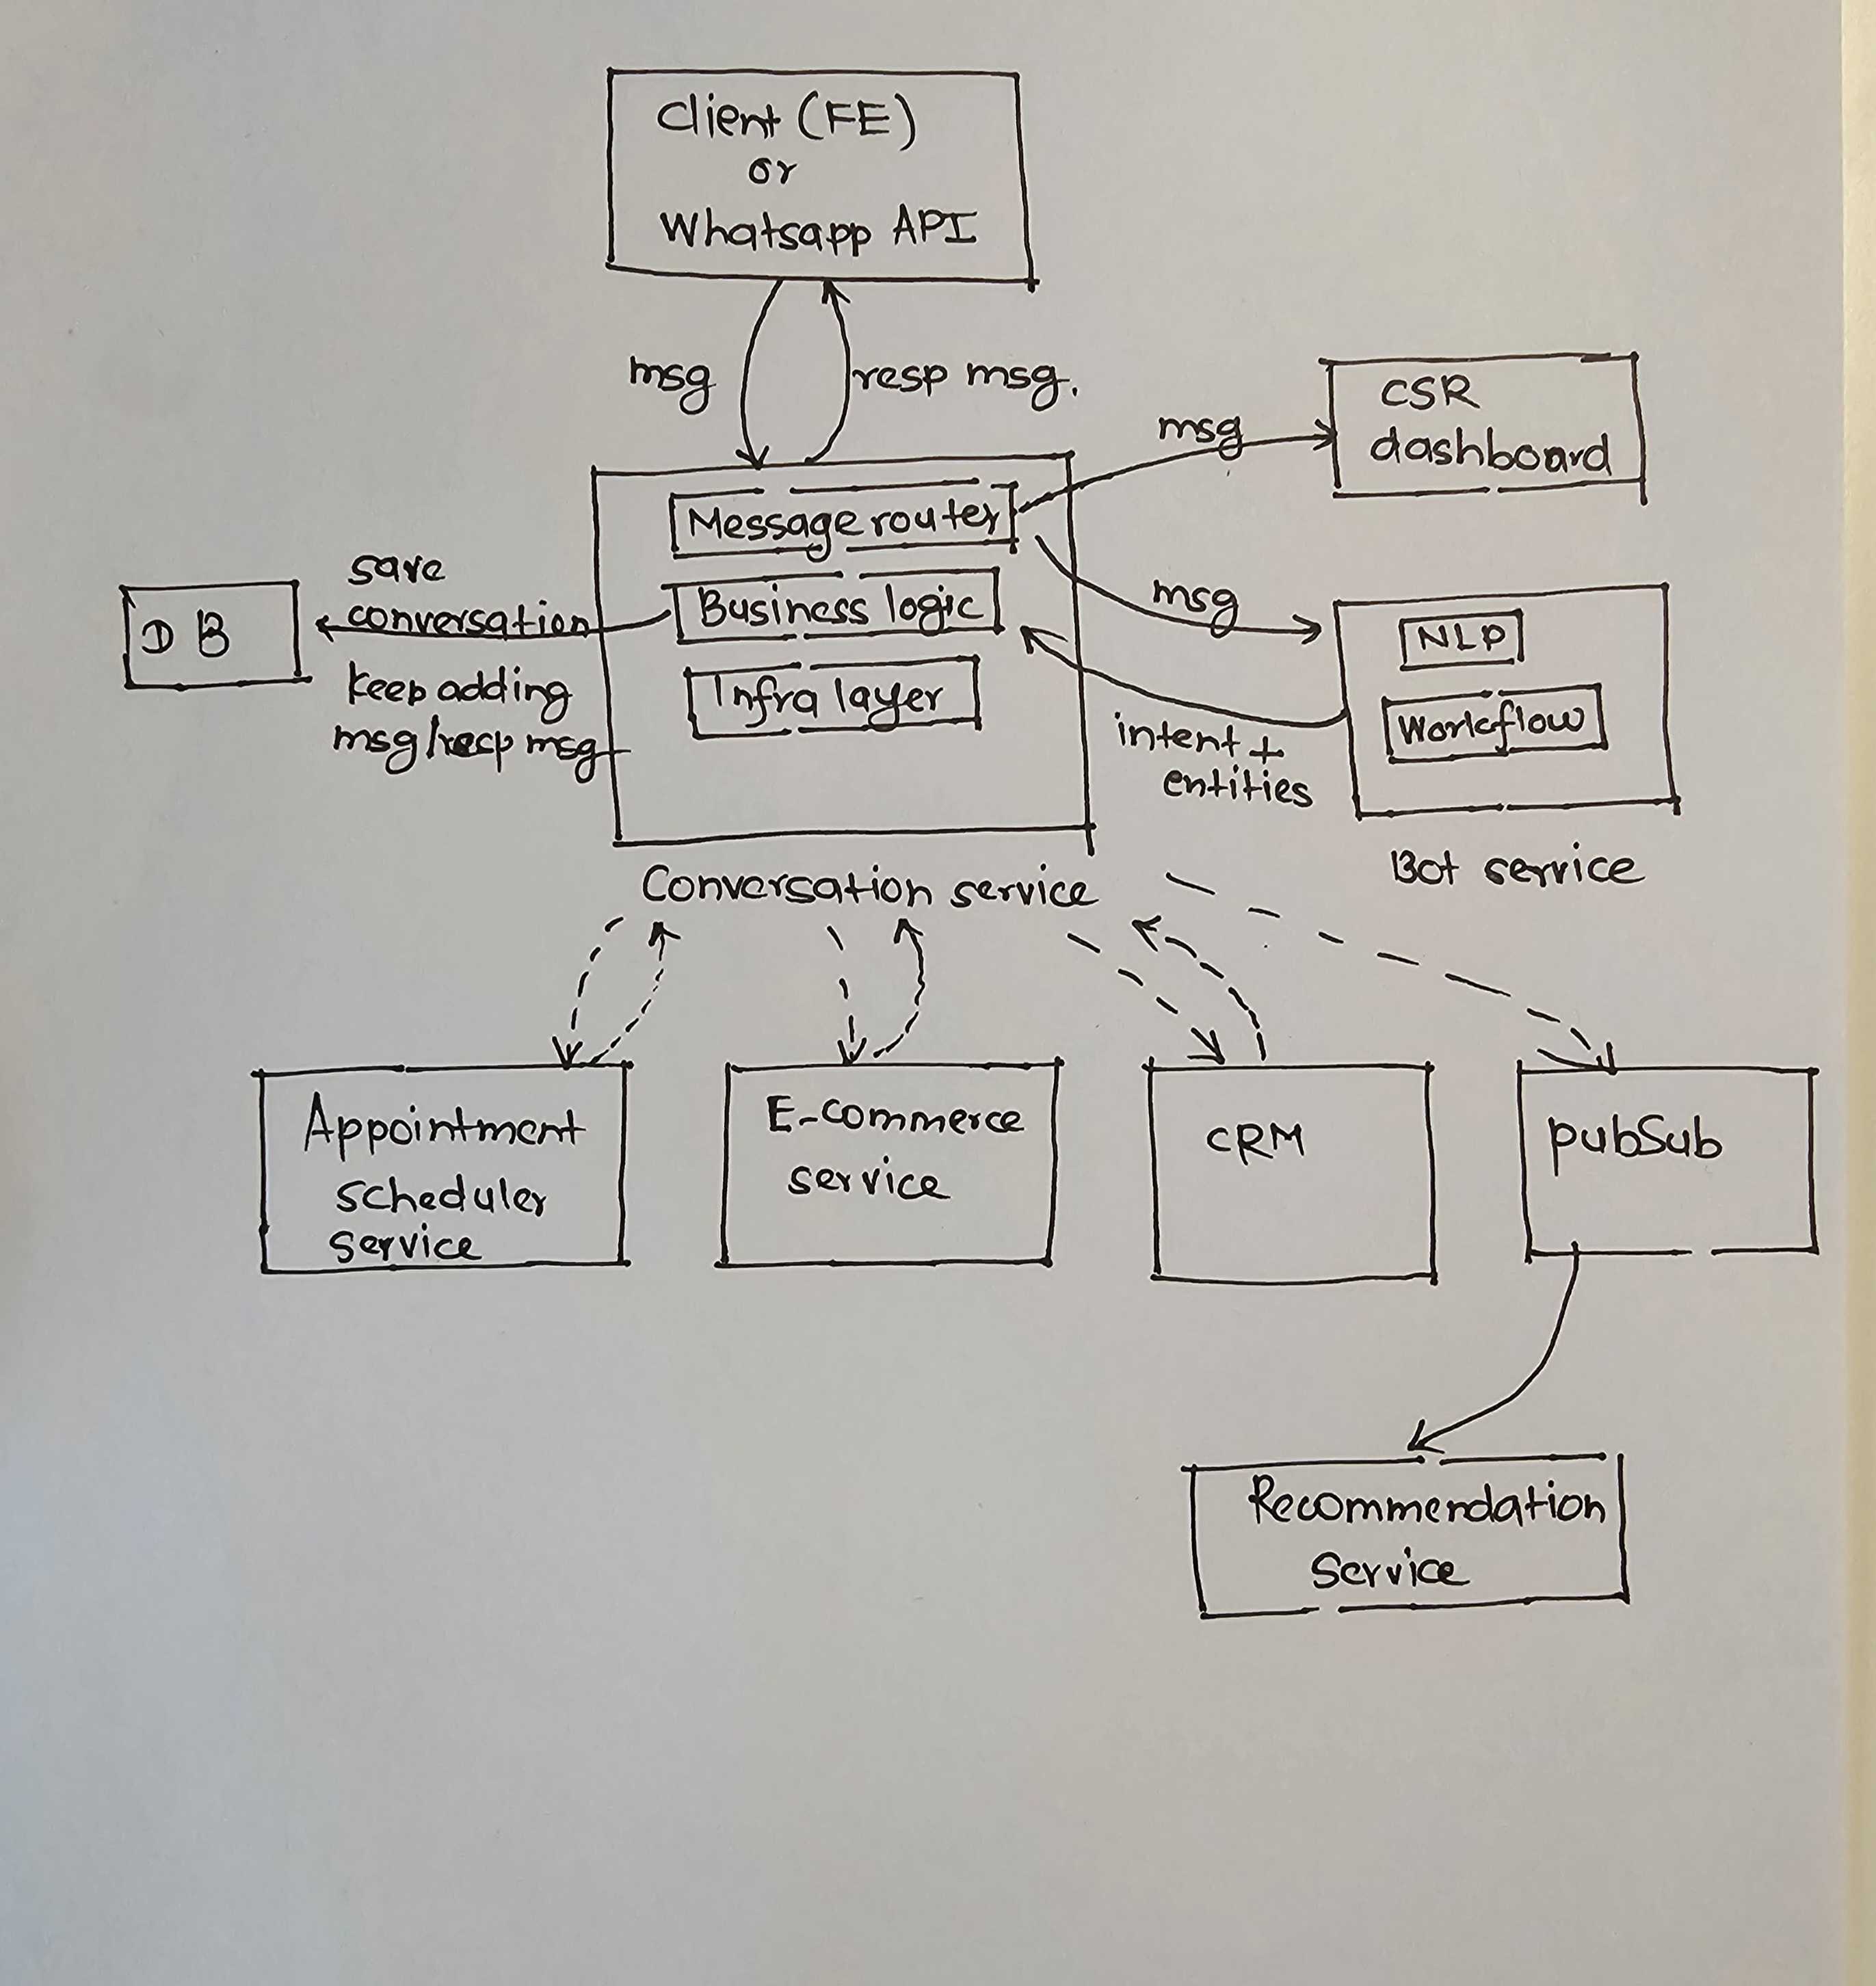 Client (FE)
or
Whatsapp API
msg
resp msg.
CSR
dashboard
msg
Message router
save
conversation
DB
Business logic
msg
NLP
keep adding
msg/resp msg
Infra layer
intent +
entities
Workflow
Bot service
Conversation service
Appointment
scheduler
service
E-commerce
service
CRM
pubSub
Recommendation
Service